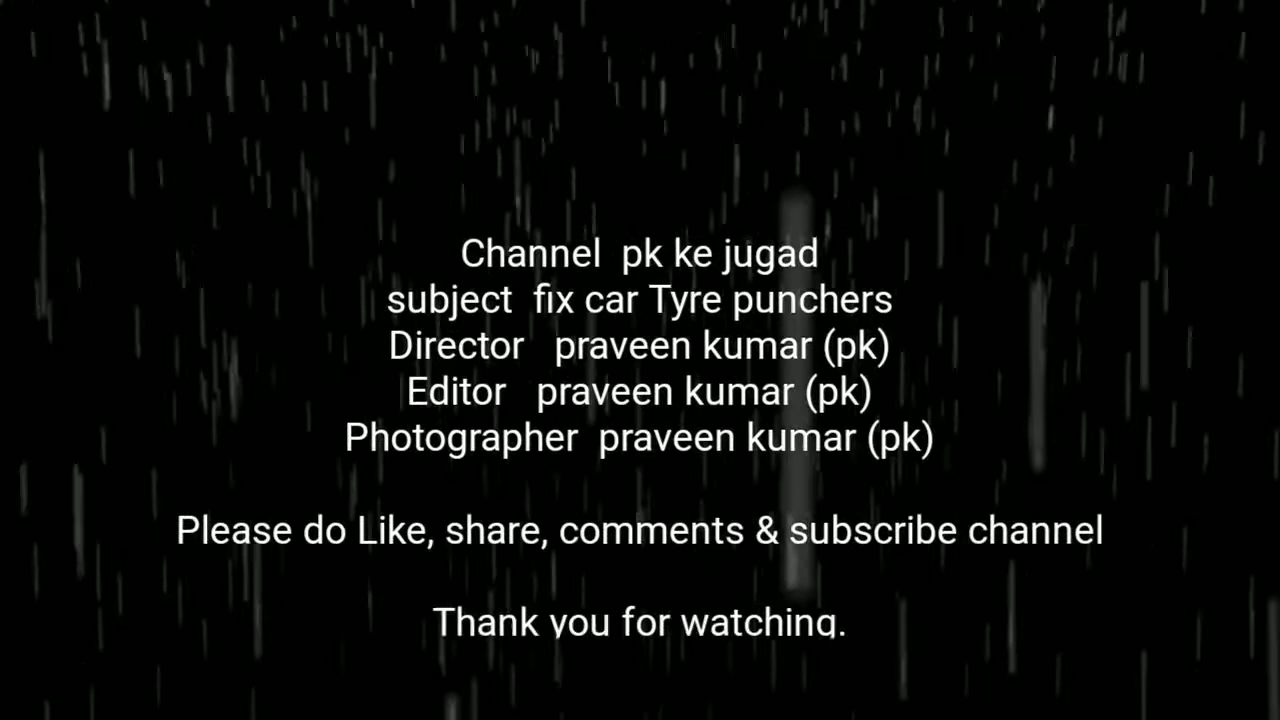 Channel pk ke jugad
subject fix car Tyre punchers
Director praveen kumar (pk)
Editor praveen kumar (pk)
Photographer praveen kumar (pk)
Please do Like, share, comments & subscribe channel
Thank you for watching.